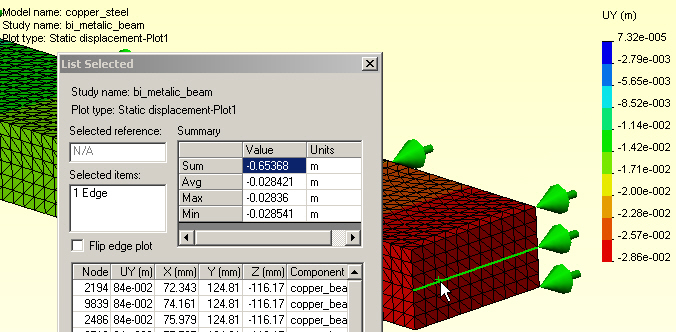 Model name: copper_steel
Study name: bi_metalic_beam
Plot type: Static displacement-Plot1
List Selected
Study name: bi_metalic_beam
Plot type: Static displacement-Plot1
Selected reference:
N/A
Selected items:
1 Edge
Flip edge plot
Summary
Value Units
Sum -0.65368 m
Avg -0.028421 m
Max -0.02836 m
Min -0.028541 m
Node UY (m) X (mm) Y (mm) Z (mm) Component
2194 84e-002 72.343 124.81 -116.17 copper_bea
9839 84e-002 74.161 124.81 -116.17 copper_bea
2486 84e-002 75.979 124.81 -116.17 copper_bea
UY (m)
7.32e-005
-2.79e-003
-5.65e-003
-8.52e-003
-1.14e-002
-1.42e-002
-1.71e-002
-2.00e-002
-2.28e-002
-2.57e-002
-2.86e-002